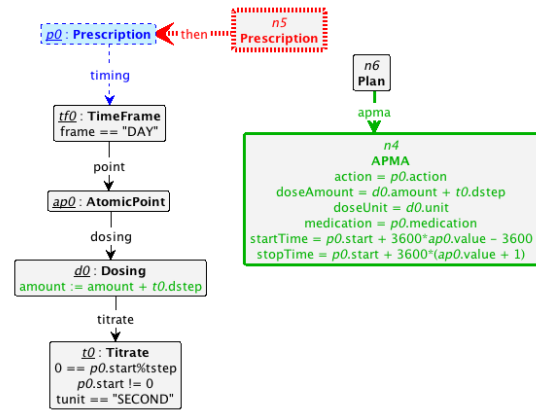 p0 : Prescription
then
n5
Prescription
timing
n6
Plan
apma
tf0 : TimeFrame
frame == "DAY"
point
ap0 : AtomicPoint
dosing
d0 : Dosing
amount := amount + t0.dstep
titrate
t0 : Titrate
0 == p0.start%tstep
p0.start != 0
tunit == "SECOND"
n4
APMA
action = p0.action
doseAmount = d0.amount + t0.dstep
doseUnit = d0.unit
medication = p0.medication
startTime = p0.start + 3600*ap0.value − 3600
stopTime = p0.start + 3600*(ap0.value + 1)